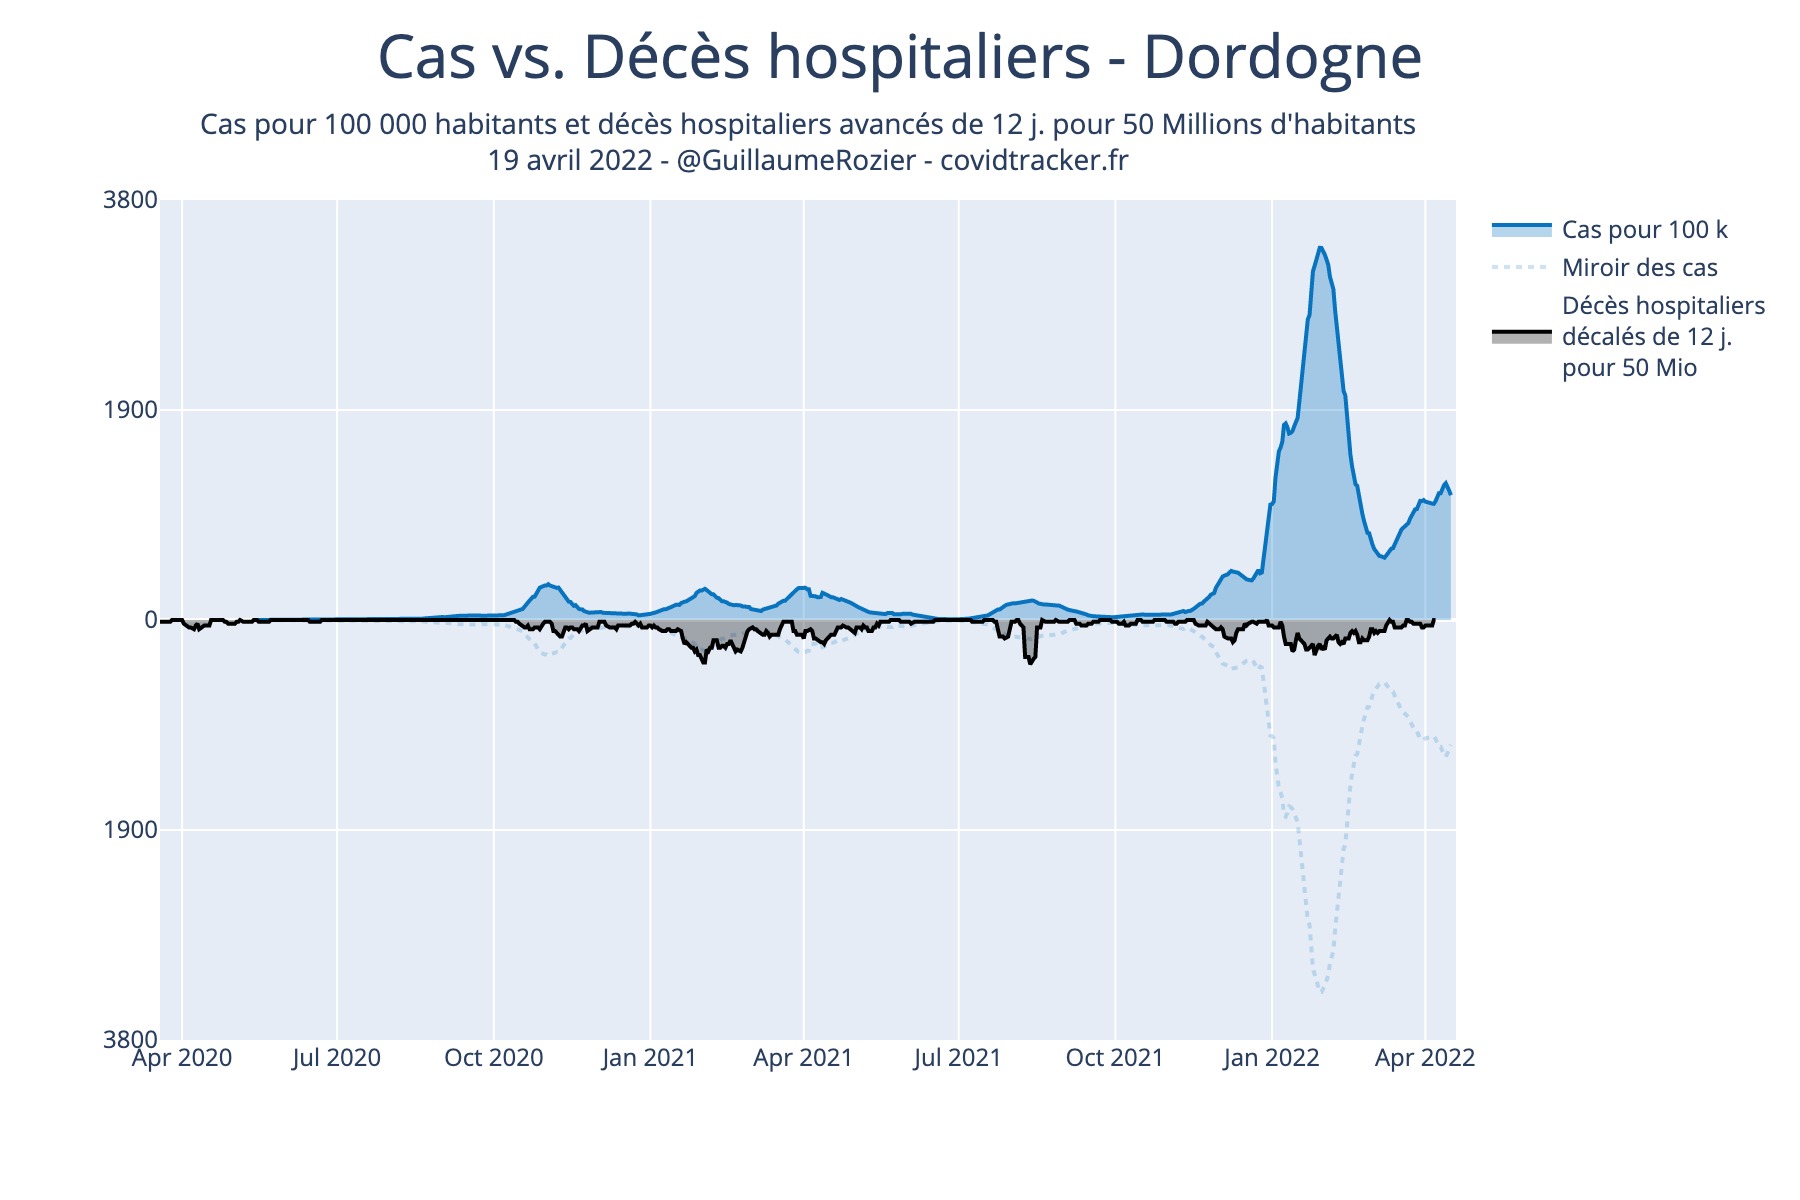 Cas vs. Décès hospitaliers - Dordogne
Cas pour 100 000 habitants et décès hospitaliers avancés de 12 j. pour 50 Millions d'habitants
19 avril 2022 - @GuillaumeRozier - covidtracker.fr
3800
1900
0
1900
3800
Apr 2020
Jul 2020
Oct 2020
Jan 2021
Apr 2021
Jul 2021
Oct 2021
Jan 2022
Apr 2022
Cas pour 100 k
Miroir des cas
Décès hospitaliers
décalés de 12 j.
pour 50 Mio